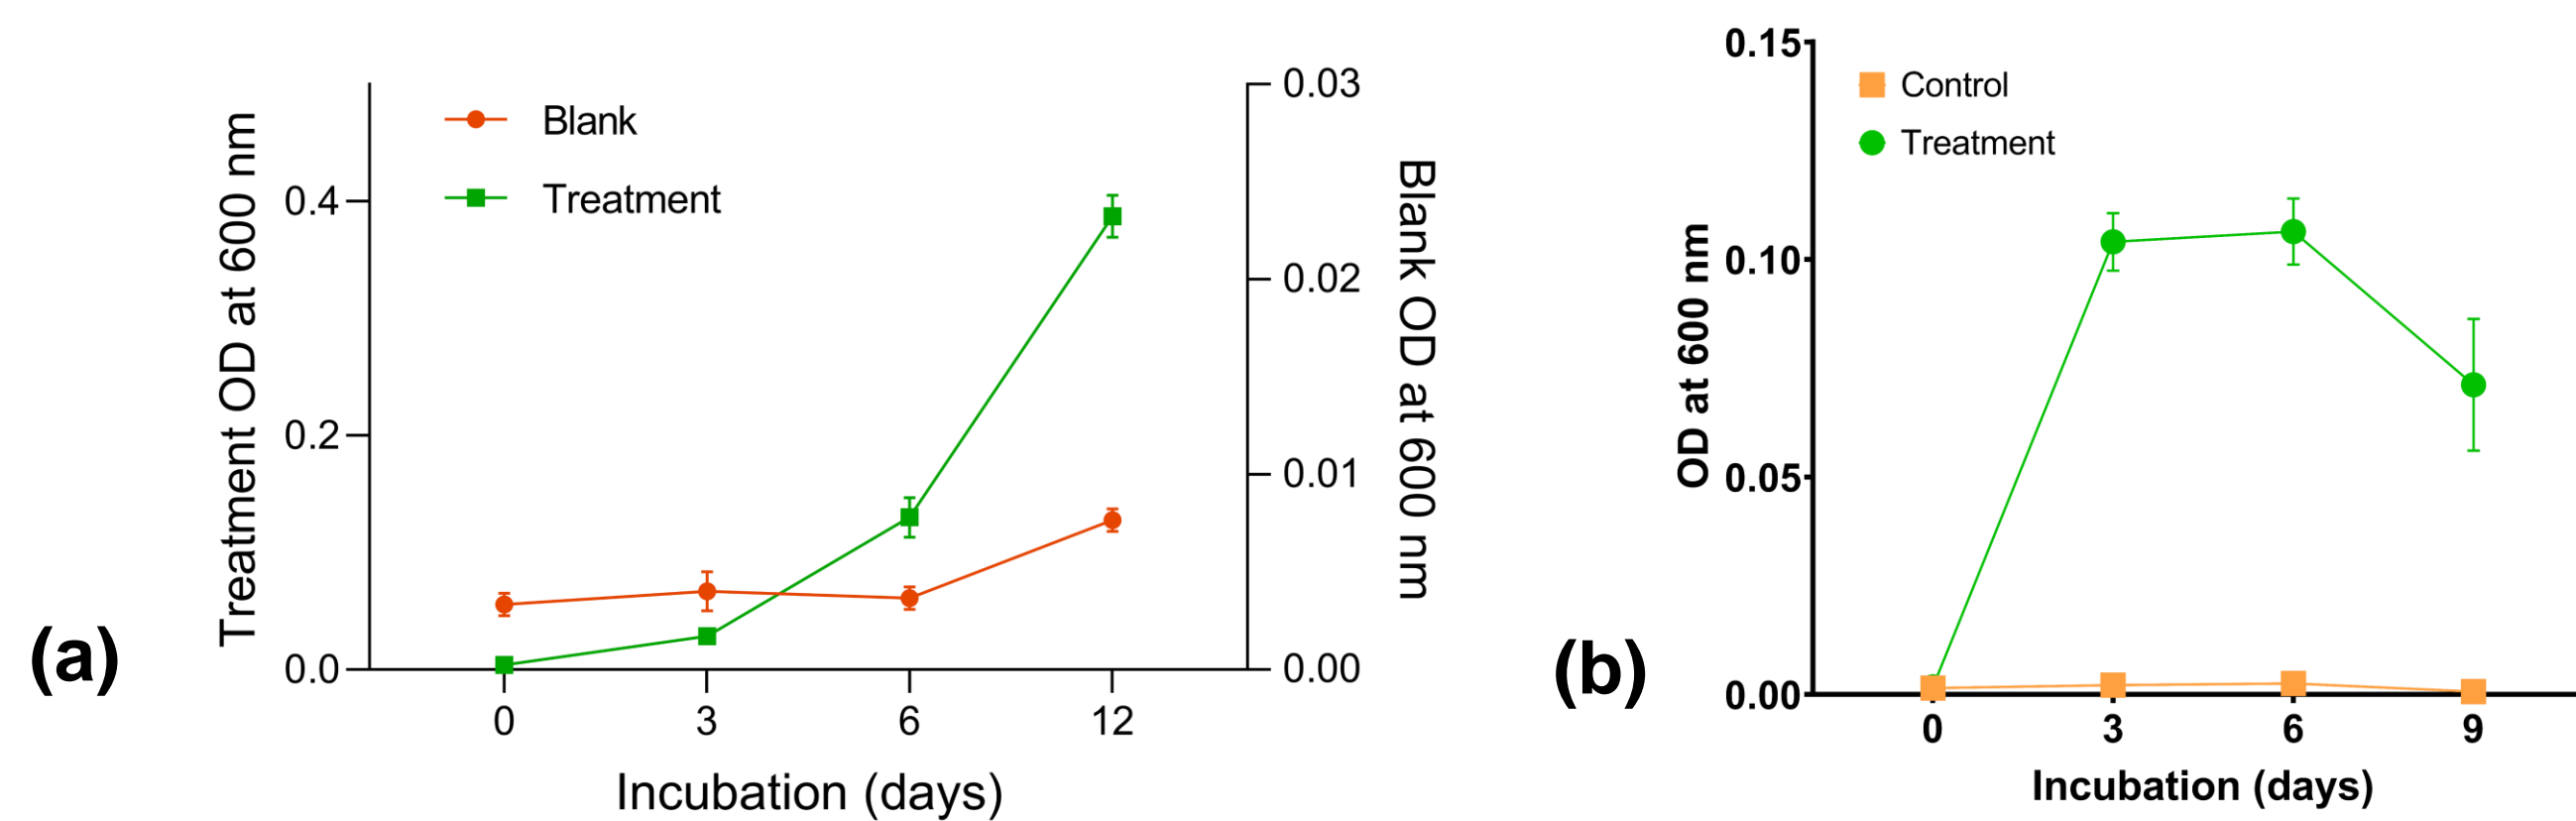 (a)
Treatment OD at 600 nm
0.4
0.2
0.0
Blank
Treatment
0.03
0.02
0.01
0.00
Blank OD at 600 nm
0 3 6 12
Incubation (days)
(b)
OD at 600 nm
0.15
0.10
0.05
0.00
Control
Treatment
0 3 6 9
Incubation (days)